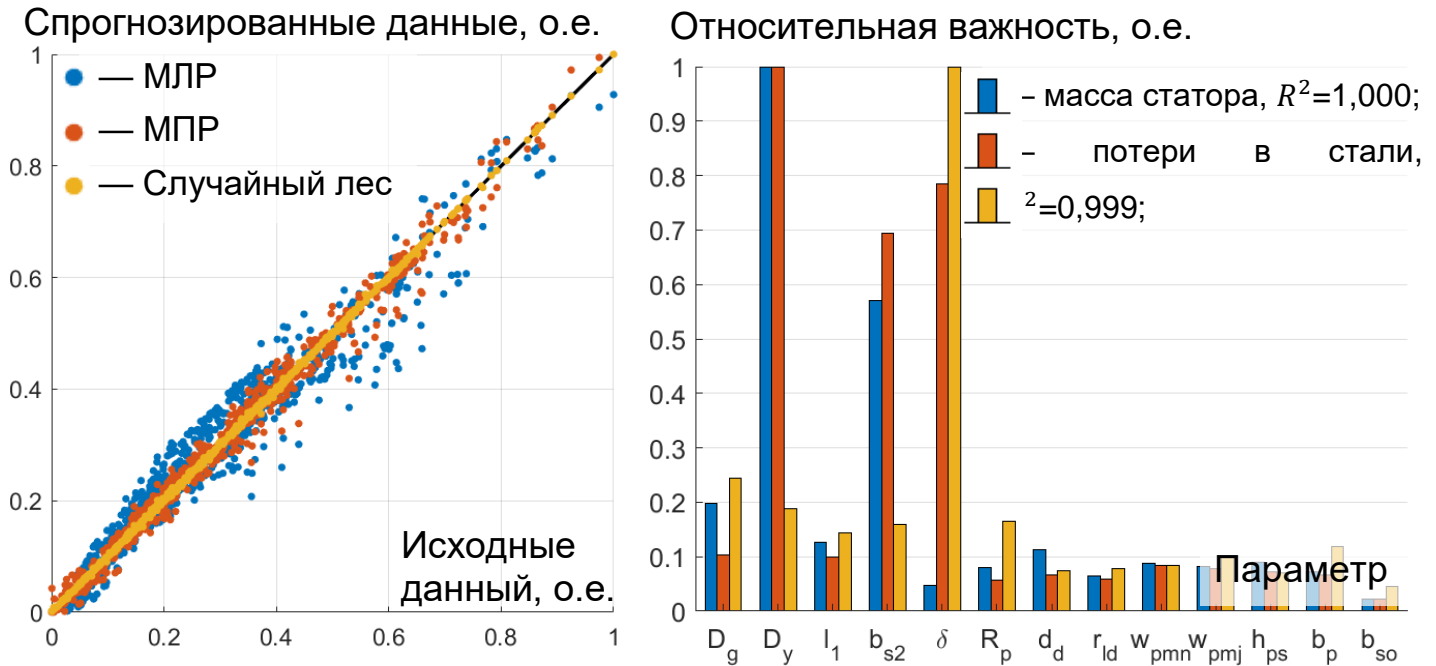 Спрогнозированные данные, о.е.
1
— МЛР
— МПР
0.8
— Случайный лес
0.6
0.4
0.2
Исходные
данный, о.е.
0
0 0.2 0.4 0.6 0.8 1
Относительная важность, о.е.
1
– масса статора, 𝑅²=1,000;
0.9
– потери в стали,
0.8
²=0,999;
0.7
0.6
0.5
0.4
0.3
0.2
0.1
Параметр
0
D_g D_y l_1 b_s2 δ R_p d_d r_ld w_pmn w_pmj h_ps b_p b_so